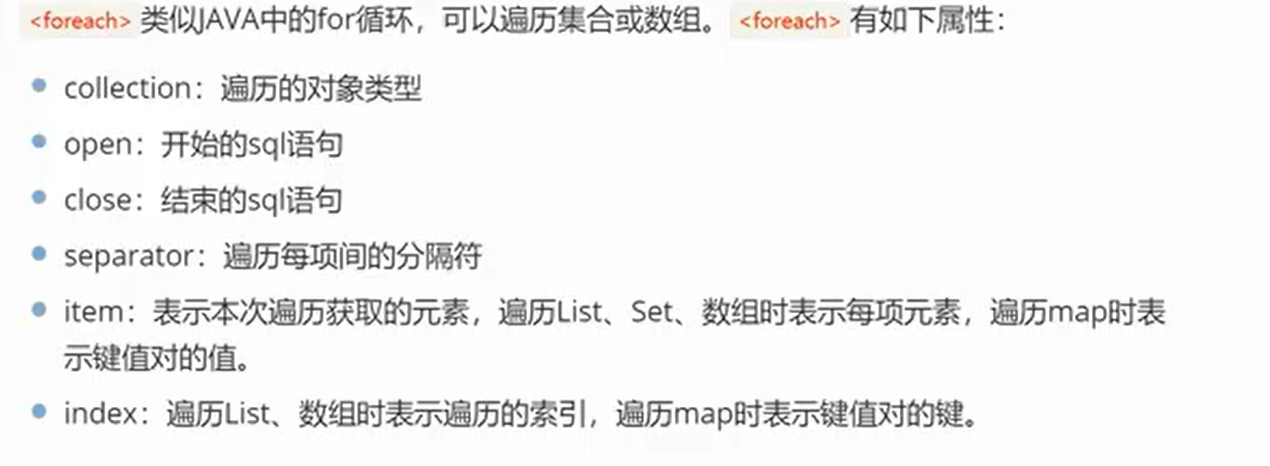 <foreach> 类似JAVA中的for循环，可以遍历集合或数组。 <foreach> 有如下属性：
collection：遍历的对象类型
open：开始的sql语句
close：结束的sql语句
separator：遍历每项间的分隔符
item：表示本次遍历获取的元素，遍历List、Set、数组时表示每项元素，遍历map时表
示键值对的值。
index：遍历List、数组时表示遍历的索引，遍历map时表示键值对的键。